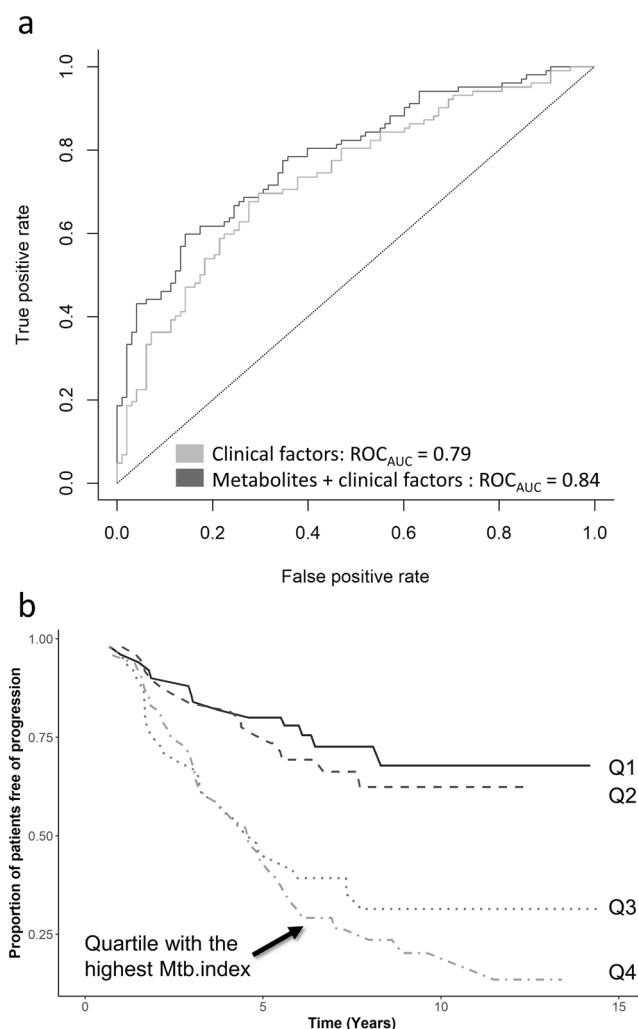 a
True positive rate
1.0
0.8
0.6
0.4
0.2
0.0
Clinical factors: ROCAUC = 0.79
Metabolites + clinical factors : ROCAUC = 0.84
0.0 0.2 0.4 0.6 0.8 1.0
False positive rate
b
Proportion of patients free of progression
1.00
0.75
0.50
0.25
Q1
Q2
Q3
Q4
Quartile with the
highest Mtb.index
0 5 10 15
Time (Years)